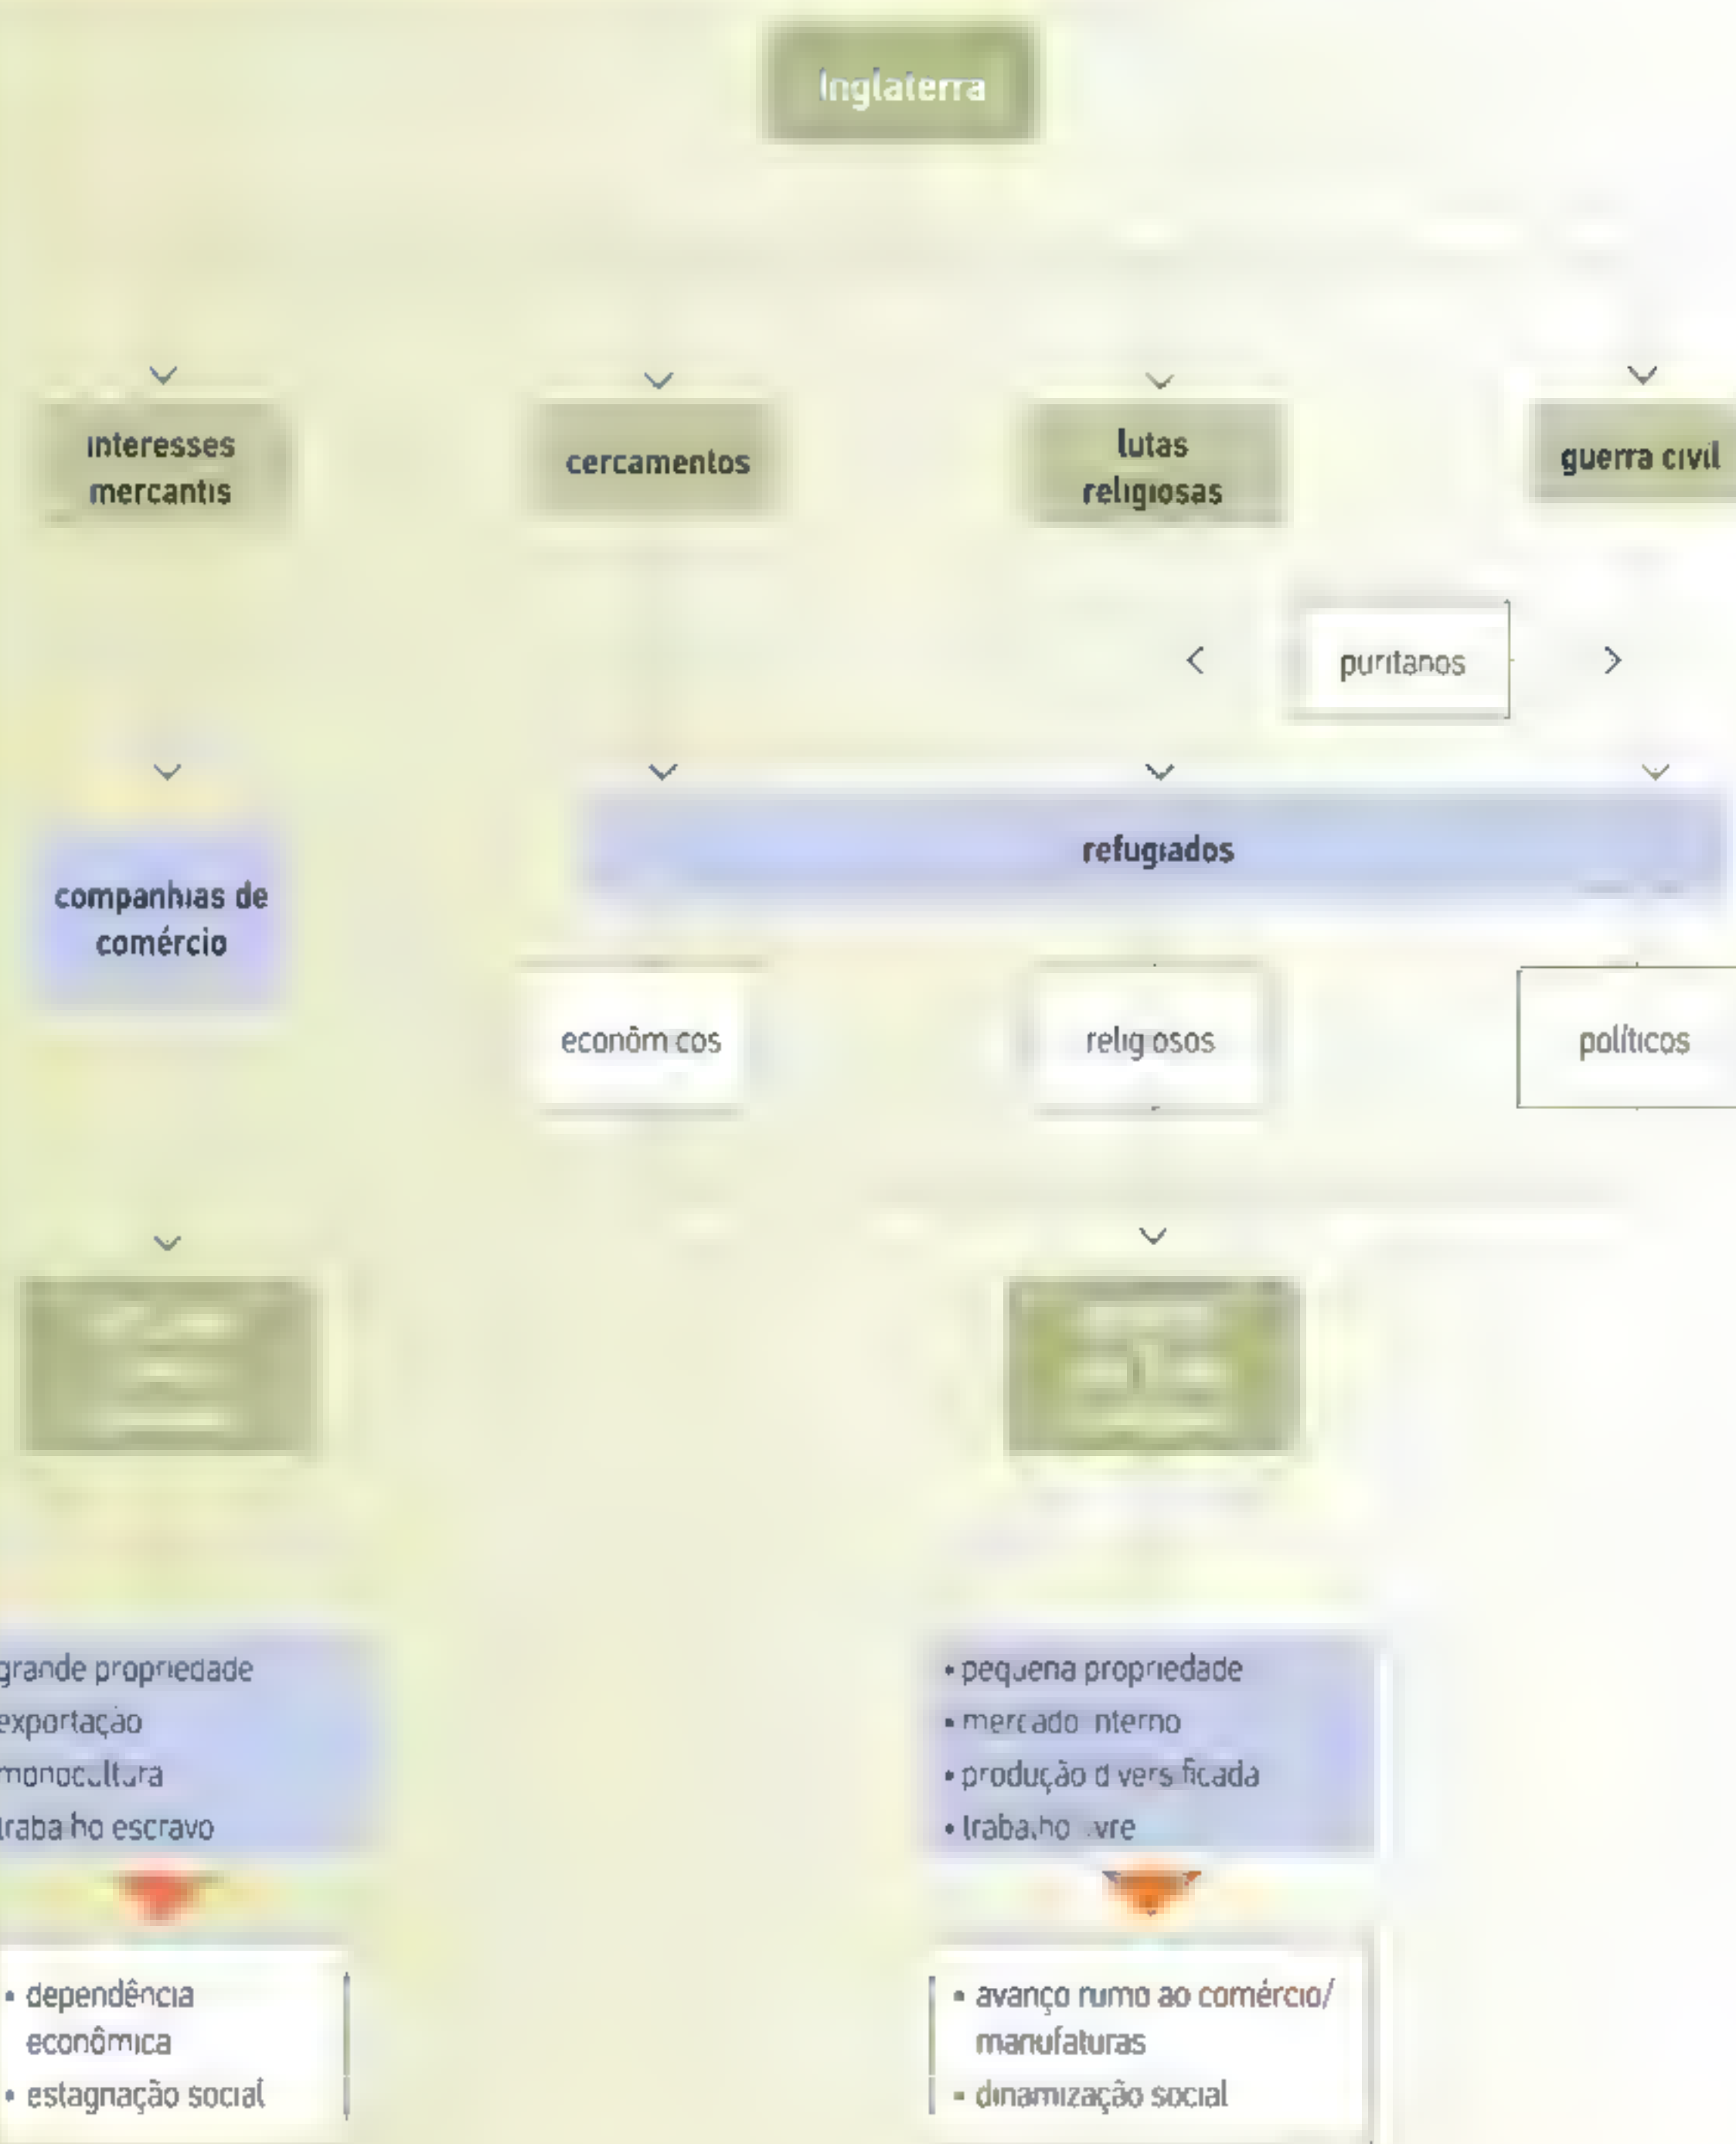 Inglaterra
interesses
mercantis
cercamentos
lutas
religiosas
guerra civil
puritanos
refugiados
companhias de
comércio
econômicos
religiosos
políticos
grande propriedade
exportação
monocultura
trabalho escravo
• pequena propriedade
• mercado interno
• produção diversificada
• trabalho livre
• dependência
econômica
• estagnação social
• avanço rumo ao comércio/
manufaturas
• dinamização social